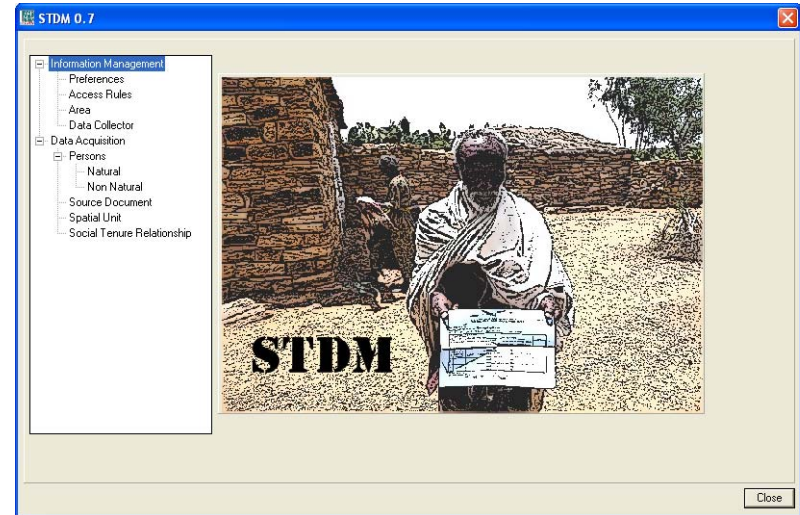 STDM 0.7
Information Management
Preferences
Access Rules
Area
Data Collector
Data Acquisition
Persons
Natural
Non Natural
Source Document
Spatial Unit
Social Tenure Relationship
STDM
Close